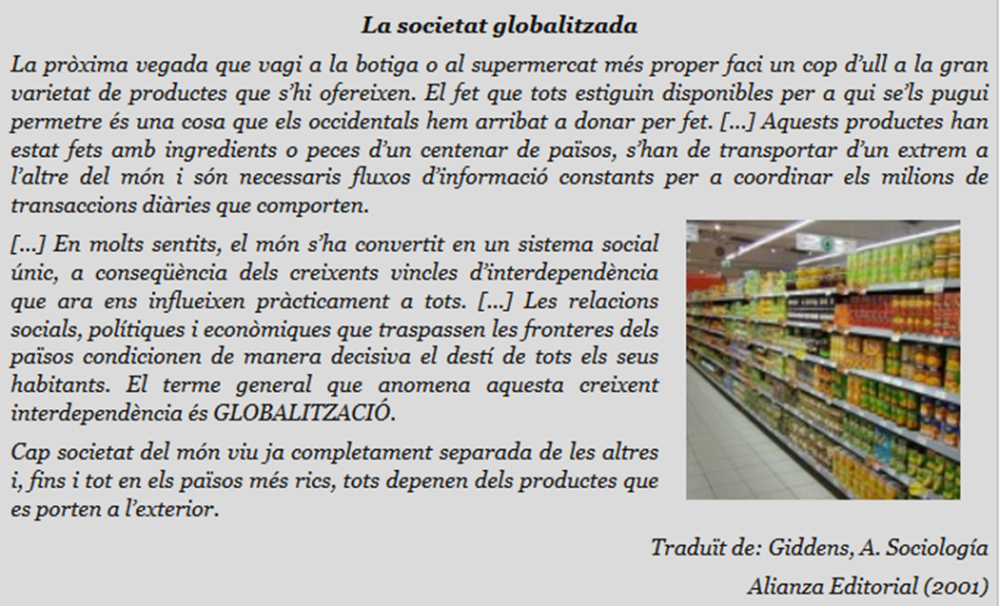 La societat globalitzada
La pròxima vegada que vagi a la botiga o al supermercat més proper faci un cop d'ull a la gran
varietat de productes que s'hi ofereixen. El fet que tots estiguin disponibles per a qui se'ls pugui
permetre és una cosa que els occidentals hem arribat a donar per fet. [...] Aquests productes han
estat fets amb ingredients o peces d'un centenar de països, s'han de transportar d'un extrem a
l'altre del món i són necessaris fluxos d'informació constants per a coordinar els milions de
transaccions diàries que comporten.
[...] En molts sentits, el món s'ha convertit en un sistema social
únic, a conseqüència dels creixents vincles d'interdependència
que ara ens influeixen pràcticament a tots. [...] Les relacions
socials, polítiques i econòmiques que traspassen les fronteres dels
països condicionen de manera decisiva el destí de tots els seus
habitants. El terme general que anomena aquesta creixent
interdependència és GLOBALITZACIÓ.
Cap societat del món viu ja completament separada de les altres
i, fins i tot en els països més rics, tots depenen dels productes que
es porten a l'exterior.
Traduït de: Giddens, A. Sociología
Alianza Editorial (2001)